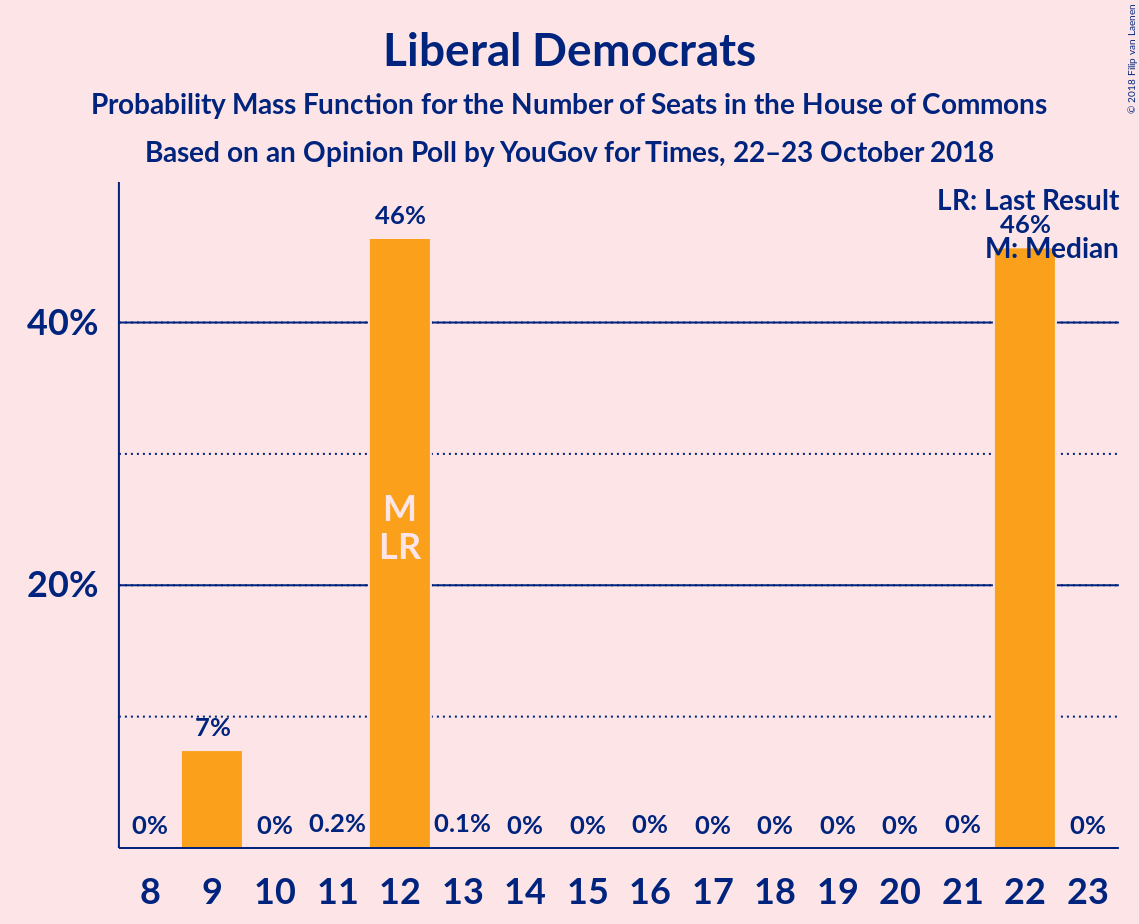 Liberal Democrats
Probability Mass Function for the Number of Seats in the House of Commons
Based on an Opinion Poll by YouGov for Times, 22–23 October 2018
© 2018 Filip van Laenen
LR: Last Result
M: Median
46%
46%
40%
M
LR
20%
7%
0% 0% 0.2% 0.1% 0% 0% 0% 0% 0% 0% 0% 0% 0%
8 9 10 11 12 13 14 15 16 17 18 19 20 21 22 23